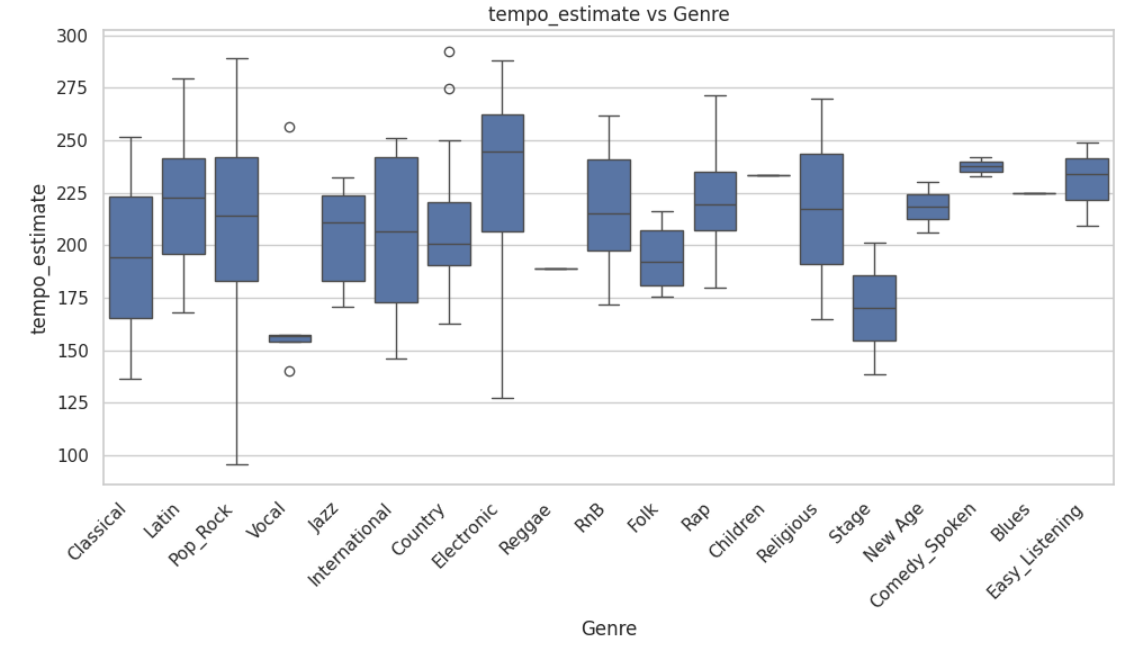 tempo_estimate vs Genre
tempo_estimate
300
275
250
225
200
175
150
125
100
Classical
Latin
Pop_Rock
Vocal
Jazz
International
Country
Electronic
Reggae
RnB
Folk
Rap
Children
Religious
Stage
New Age
Comedy_Spoken
Blues
Easy_Listening
Genre